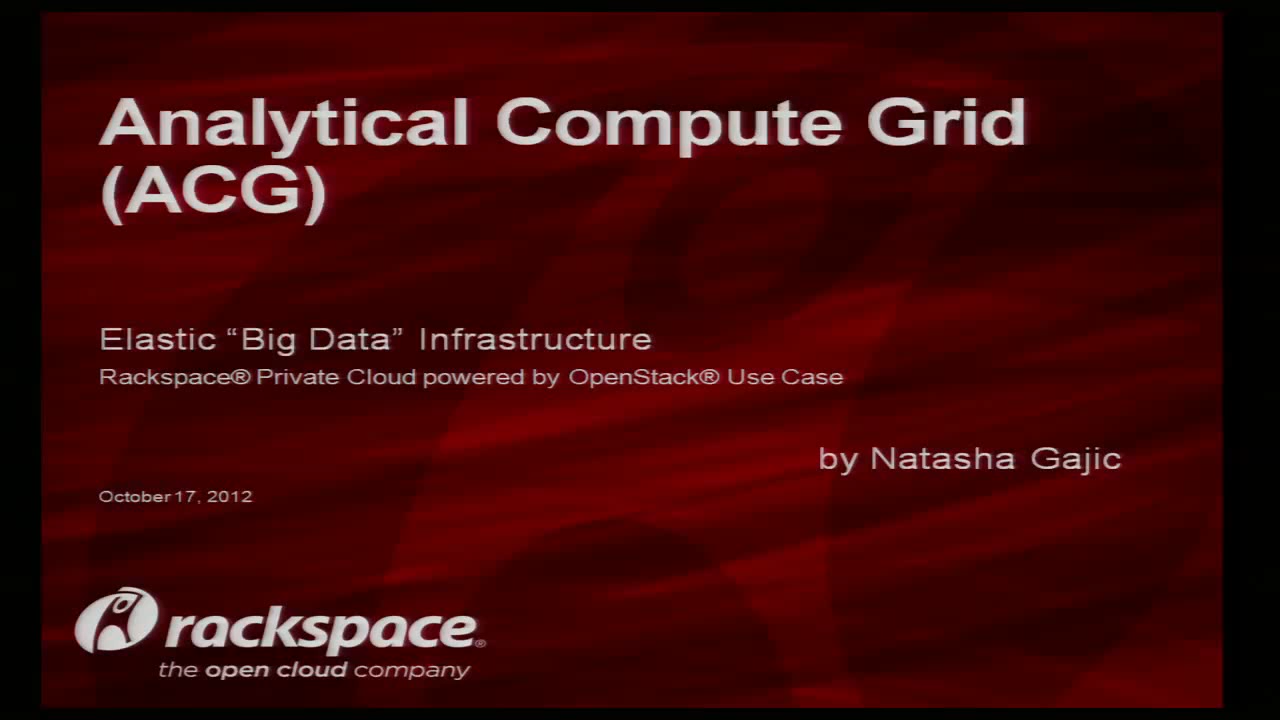 Analytical Compute Grid
(ACG)
Elastic “Big Data” Infrastructure
Rackspace® Private Cloud powered by OpenStack® Use Case
by Natasha Gajic
October 17, 2012
rackspace®
the open cloud company